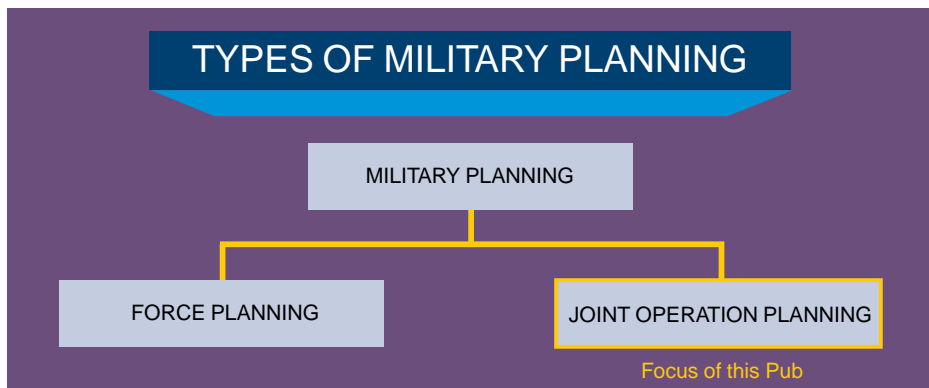 TYPES OF MILITARY PLANNING
MILITARY PLANNING
FORCE PLANNING
JOINT OPERATION PLANNING
Focus of this Pub